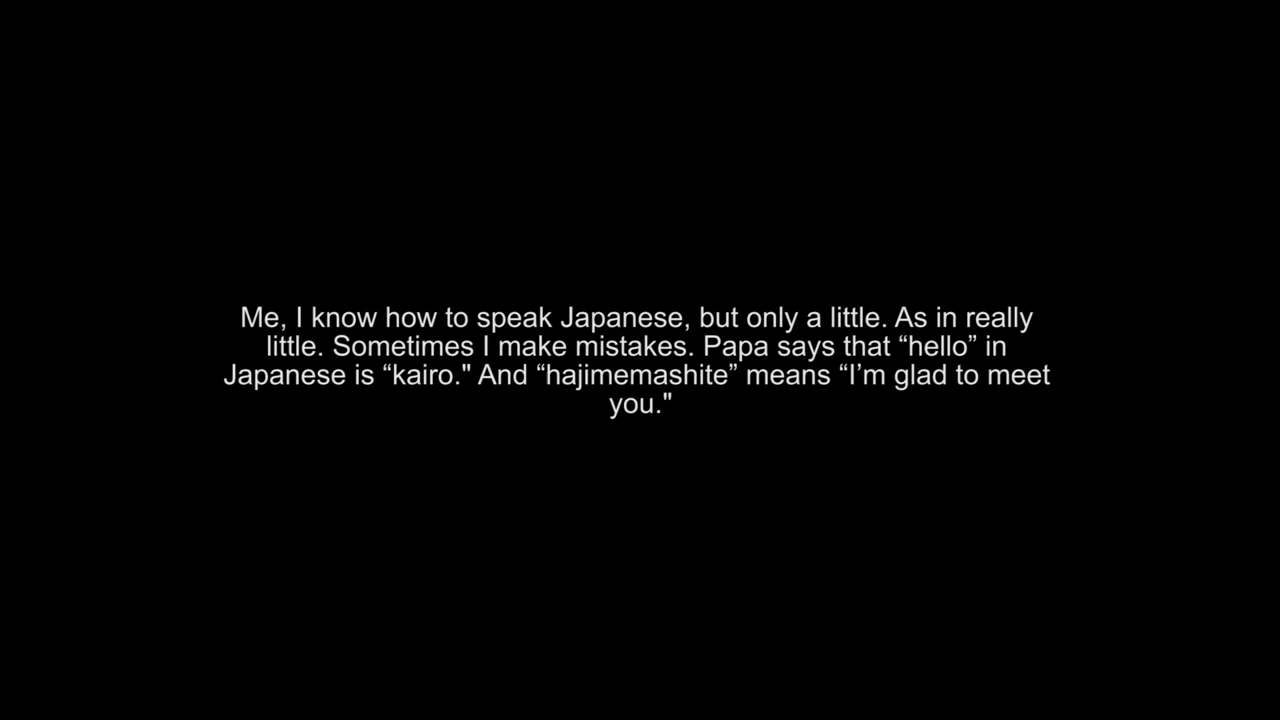 Me, I know how to speak Japanese, but only a little. As in really
little. Sometimes I make mistakes. Papa says that “hello” in
Japanese is “kairo." And “hajimemashite” means “I’m glad to meet
you."